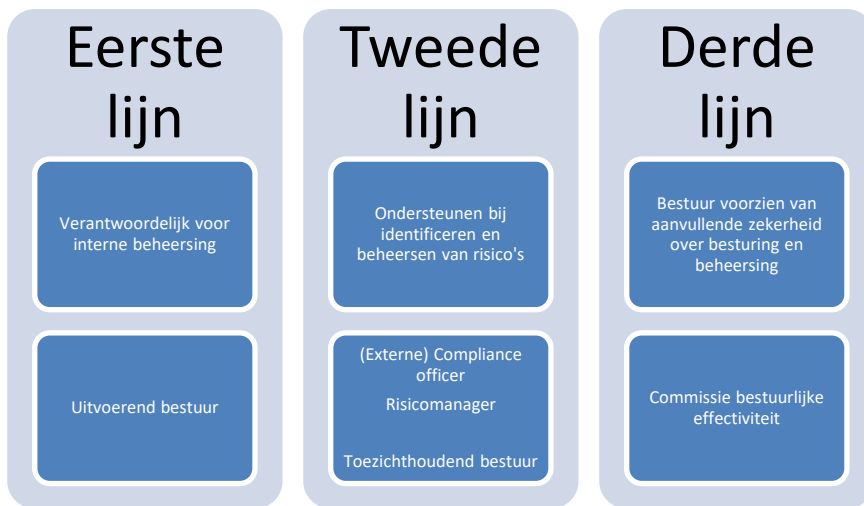 Eerste
lijn
Verantwoordelijk voor
interne beheersing
Uitvoerend bestuur
Tweede
lijn
Ondersteunen bij
identificeren en
beheersen van risico's
(Externe) Compliance
officer
Risicomanager
Toezichthoudend bestuur
Derde
lijn
Bestuur voorzien van
aanvullende zekerheid
over besturing en
beheersing
Commissie bestuurlijke
effectiviteit